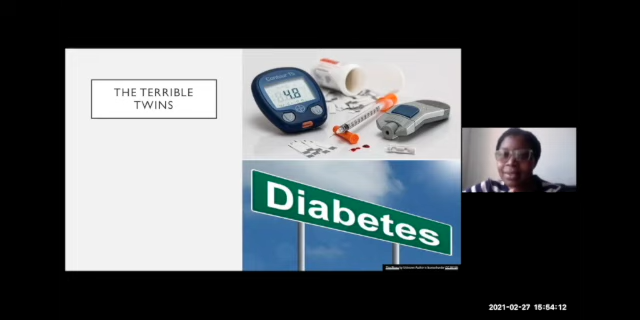 THE TERRIBLE
TWINS
4.8
Diabetes
2021-02-27 15:54:12